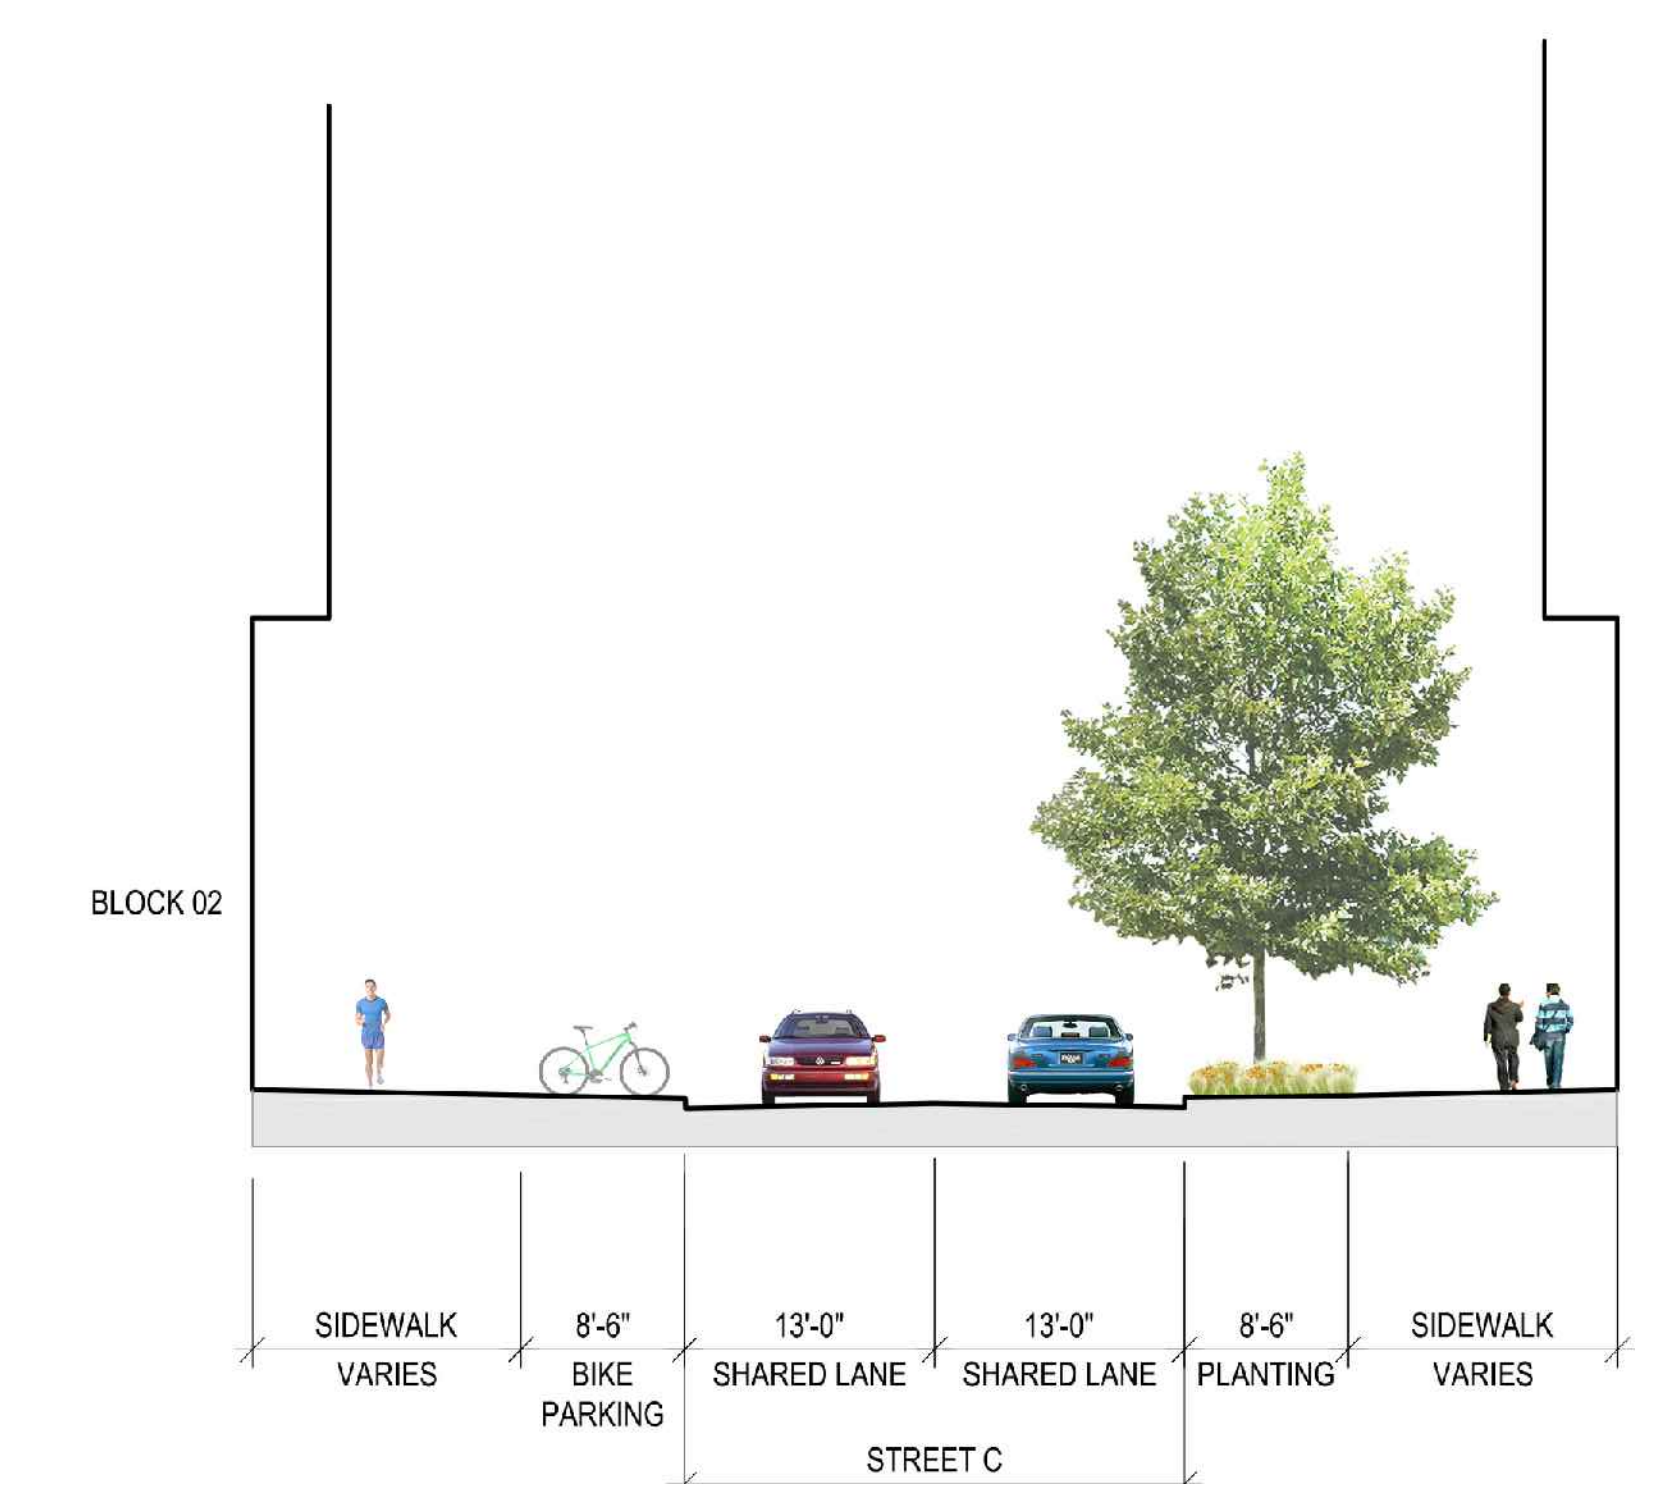 BLOCK 02
SIDEWALK 8'-6" 13'-0" 13'-0" 8'-6" SIDEWALK
VARIES BIKE SHARED LANE SHARED LANE PLANTING VARIES
PARKING
STREET C